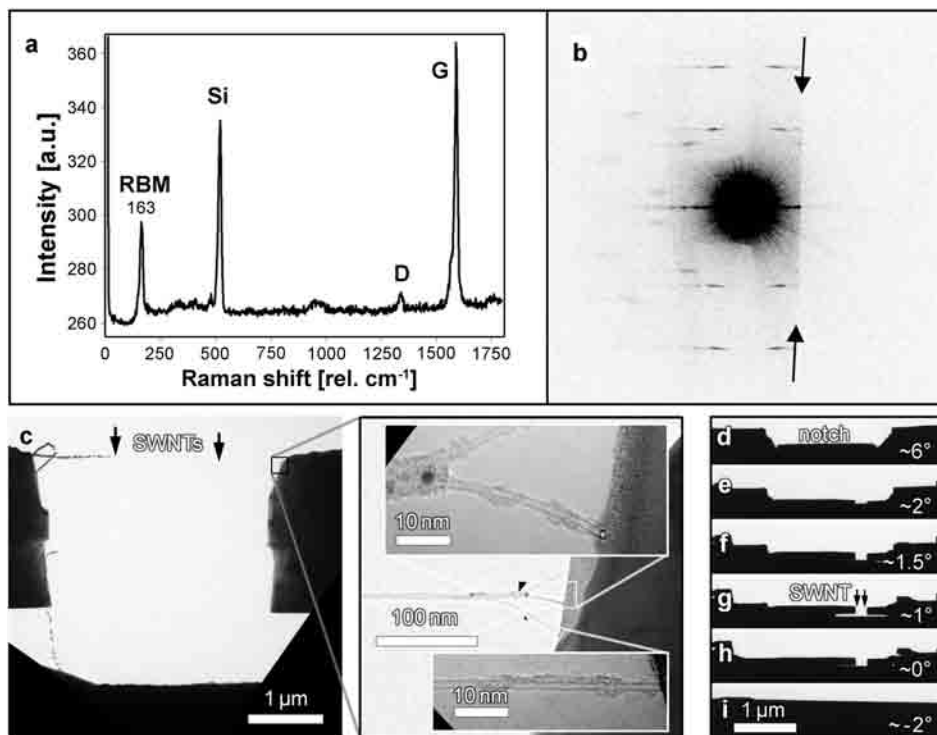 a
360
340
320
300
280
260
Intensity [a.u.]
RBM
163
Si
D
G
0
250
500
750
1000
1250
1500
1750
Raman shift [rel. cm⁻¹]
b
c
SWNTs
1 µm
10 nm
100 nm
10 nm
d
notch
~6°
e
~2°
f
~1.5°
g
SWNT
~1°
h
~0°
i
1 µm
~-2°